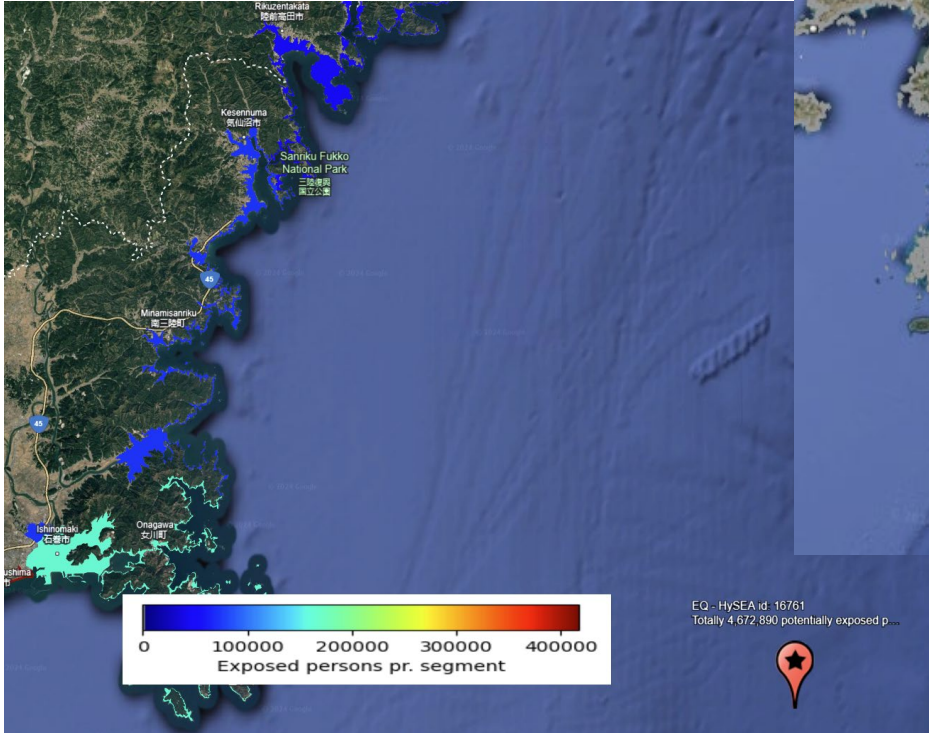 Rikuzentakata
陸前高田市
Kesennuma
気仙沼市
Sanriku Fukko
National Park
三陸復興
国立公園
45
Minamisanriku
南三陸町
45
Ishinomaki
石巻市
Onagawa
女川町
ushima
市
EQ - HySEA id: 16761
Totally 4,672,890 potentially exposed p...
0 100000 200000 300000 400000
Exposed persons pr. segment